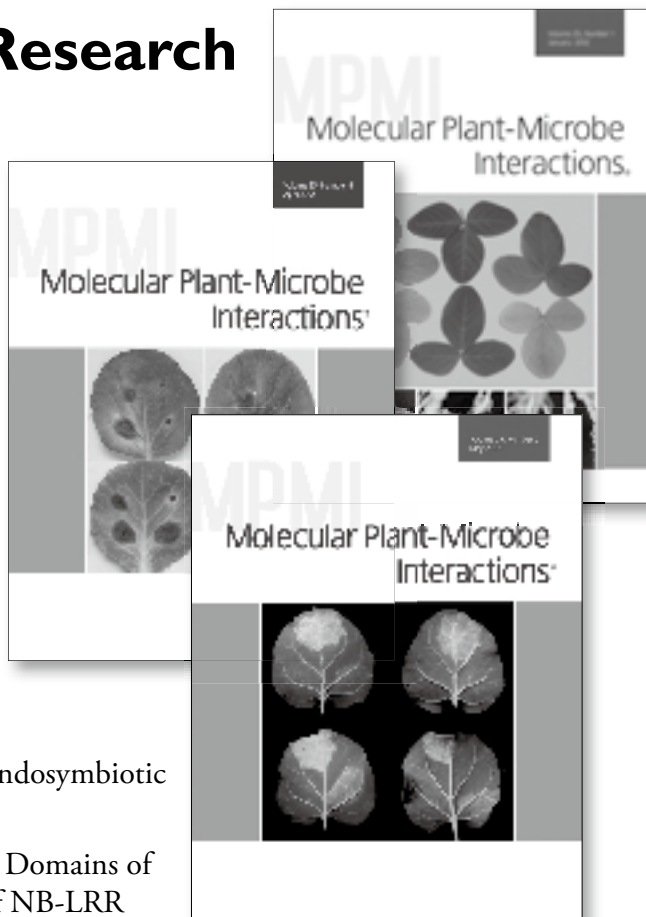 Research
MPMI
Molecular Plant-Microbe
Interactions
MPMI
Molecular Plant-Microbe
Interactions
MPMI
Molecular Plant-Microbe
Interactions
ndosymbiotic
Domains of
f NB-LRR